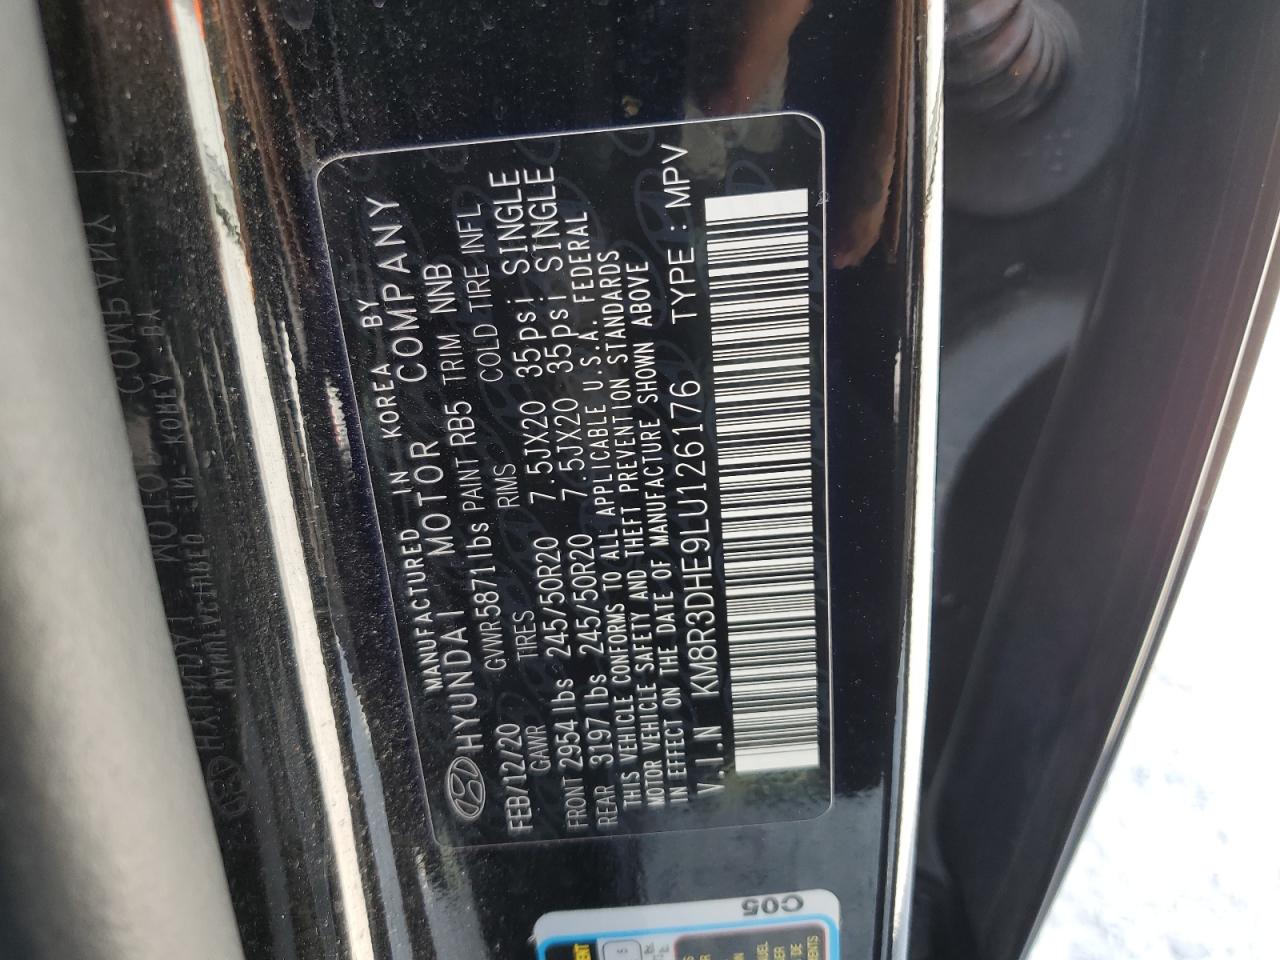 MANUFACTURED IN KOREA BY
HYUNDAI MOTOR COMPANY
FEB/12/20 GVWR5871lbs PAINT RB5 TRIM NNB
GAWR TIRES RIMS COLD TIRE INFL
FRONT 2954lbs 245/50R20 7.5JX20 35psi SINGLE
REAR 3197lbs 245/50R20 7.5JX20 35psi SINGLE
THIS VEHICLE CONFORMS TO ALL APPLICABLE U.S.A. FEDERAL
MOTOR VEHICLE SAFETY AND THEFT PREVENTION STANDARDS
IN EFFECT ON THE DATE OF MANUFACTURE SHOWN ABOVE
V.I.N KM8R3DHE9LU126176 TYPE:MPV
C05